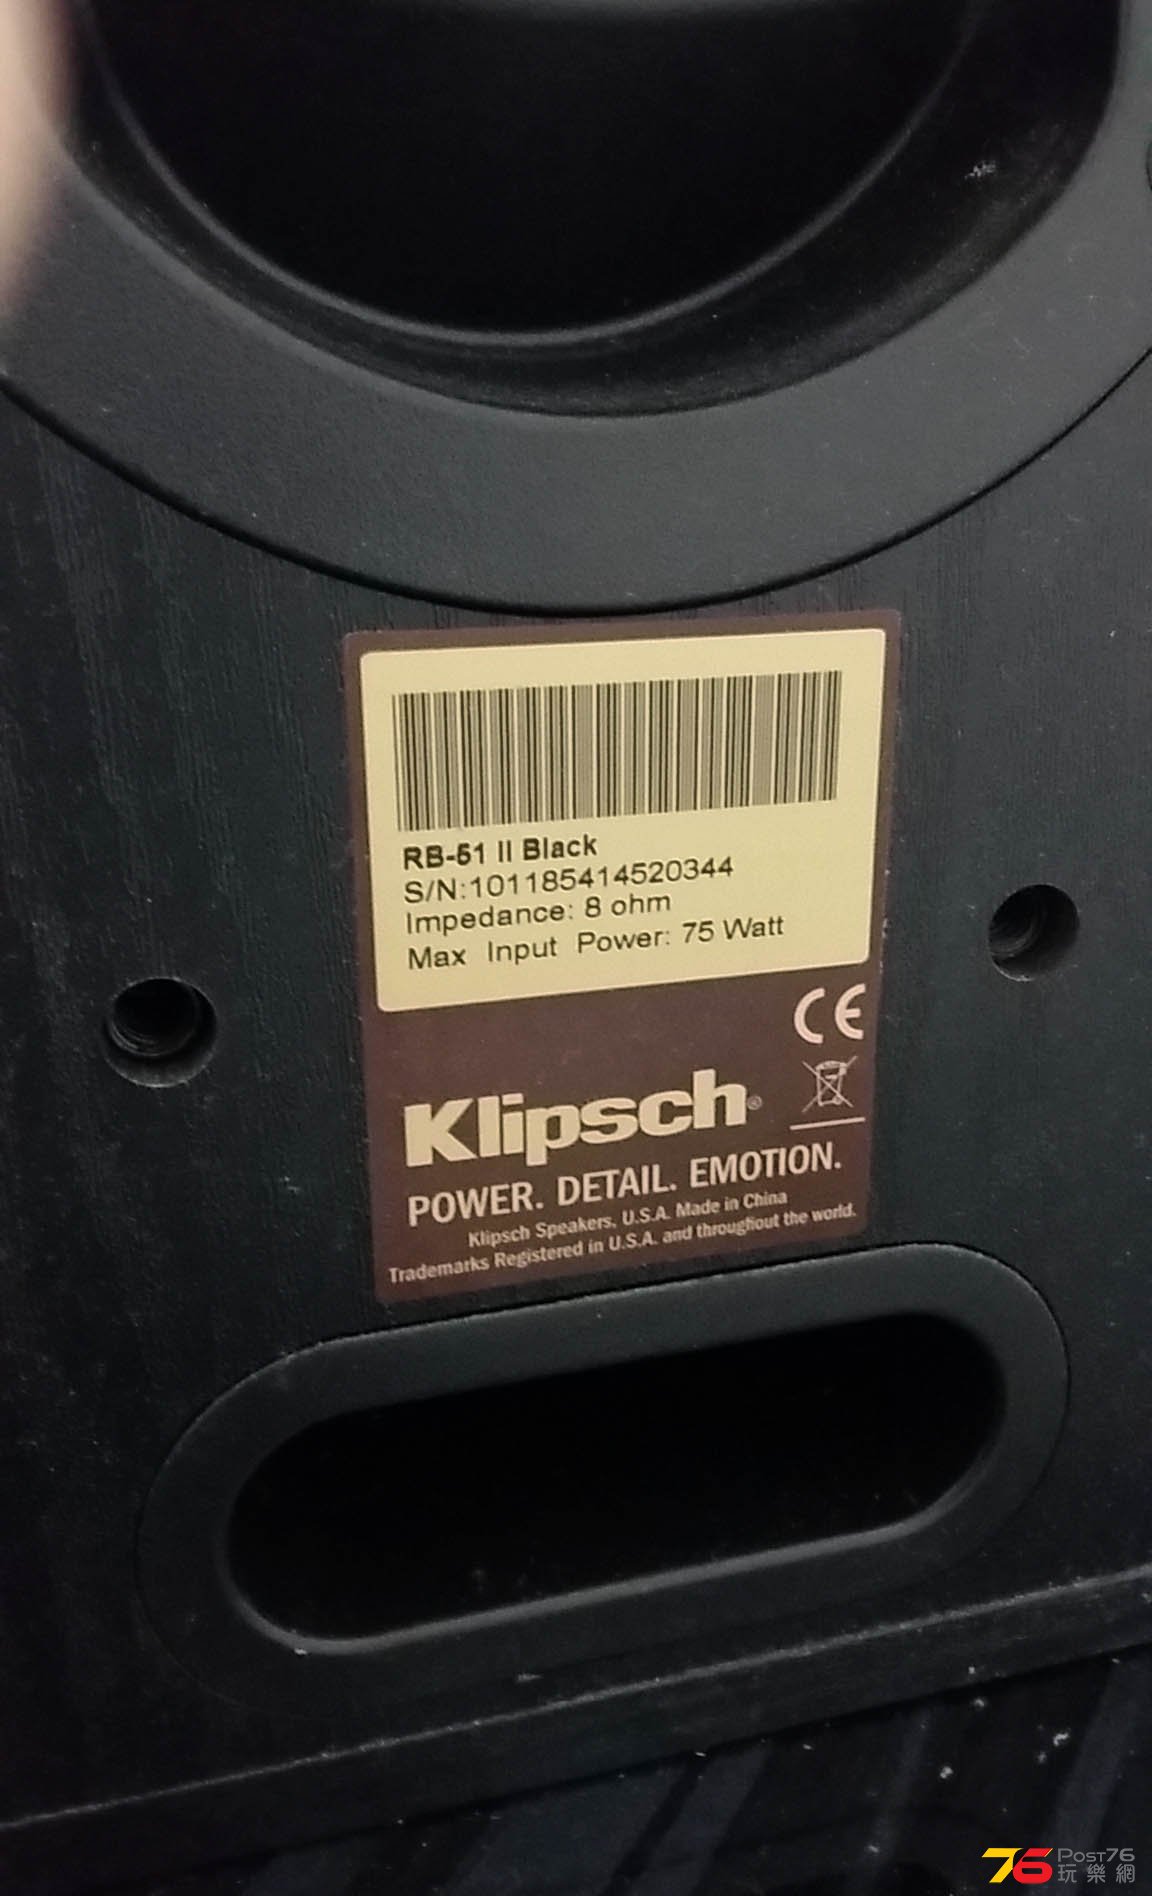 RB-51 II Black
S/N:101185414520344
Impedance: 8 ohm
Max Input Power: 75 Watt
CE
Klipsch®
POWER. DETAIL. EMOTION.
Klipsch Speakers, U.S.A. Made in China
Trademarks Registered in U.S.A. and throughout the world.
76 POST76
玩樂網